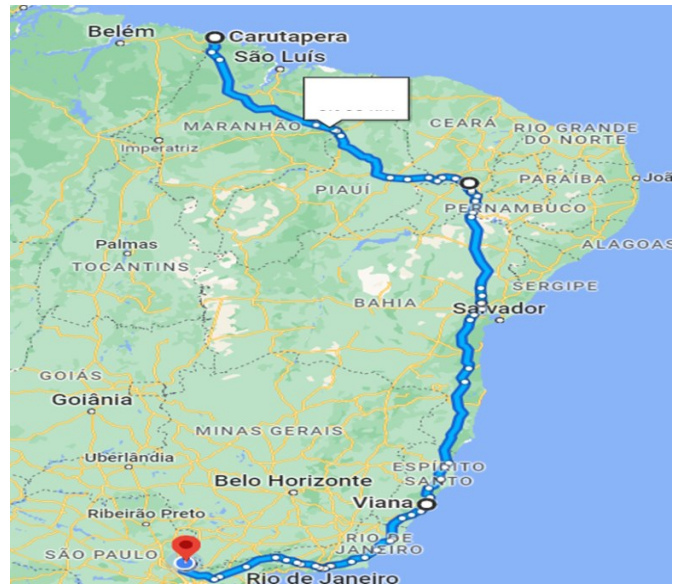 Belém
Carutapera
São Luís
MARANHÃO
CEARÁ
RIO GRANDE
DO NORTE
Imperatriz
PIAUÍ
PARAÍBA
Joã
PERNAMBUCO
Palmas
TOCANTINS
ALAGOAS
SERGIPE
BAHIA
Salvador
GOIÁS
Goiânia
MINAS GERAIS
Uberlândia
ESPÍRITO
SANTO
Belo Horizonte
Viana
Ribeirão Preto
RIO DE
JANEIRO
SÃO PAULO
Rio de Janeiro